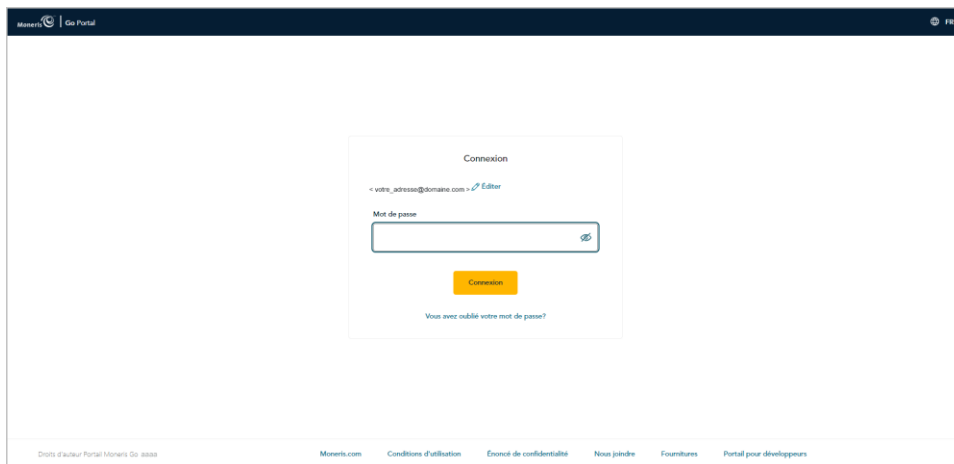 Moneris | Go Portal FR
Connexion
< votre_adresse@domaine.com > Éditer
Mot de passe
Connexion
Vous avez oublié votre mot de passe?
Droits d'auteur Portail Moneris Go aaaa Moneris.com Conditions d'utilisation Énoncé de confidentialité Nous joindre Fournitures Portail pour développeurs